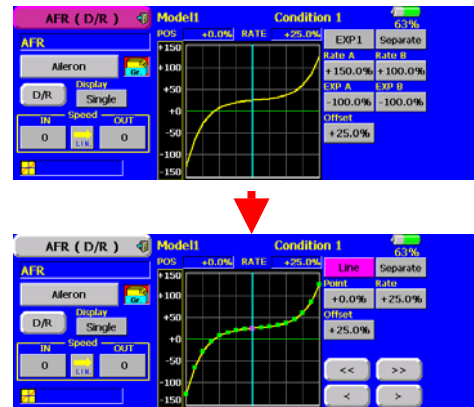 AFR ( D/R ) Model1 Condition 1 63%
POS +0.0% RATE +25.0% EXP1 Separate
AFR
Rate A Rate B
Aileron Gr. +150.0% +100.0%
Display
D/R Single
EXP A EXP B
-100.0% -100.0%
IN Speed OUT
0 LIN. 0
Offset
+25.0%
+150
+100
+50
+0
-50
-100
-150
AFR ( D/R ) Model1 Condition 1 63%
POS +0.0% RATE +25.0% Line Separate
AFR
Point Rate
Aileron Gr. +0.0% +25.0%
Display
D/R Single
Offset
+25.0%
IN Speed OUT
0 LIN. 0
<< >>
< >
+150
+100
+50
+0
-50
-100
-150